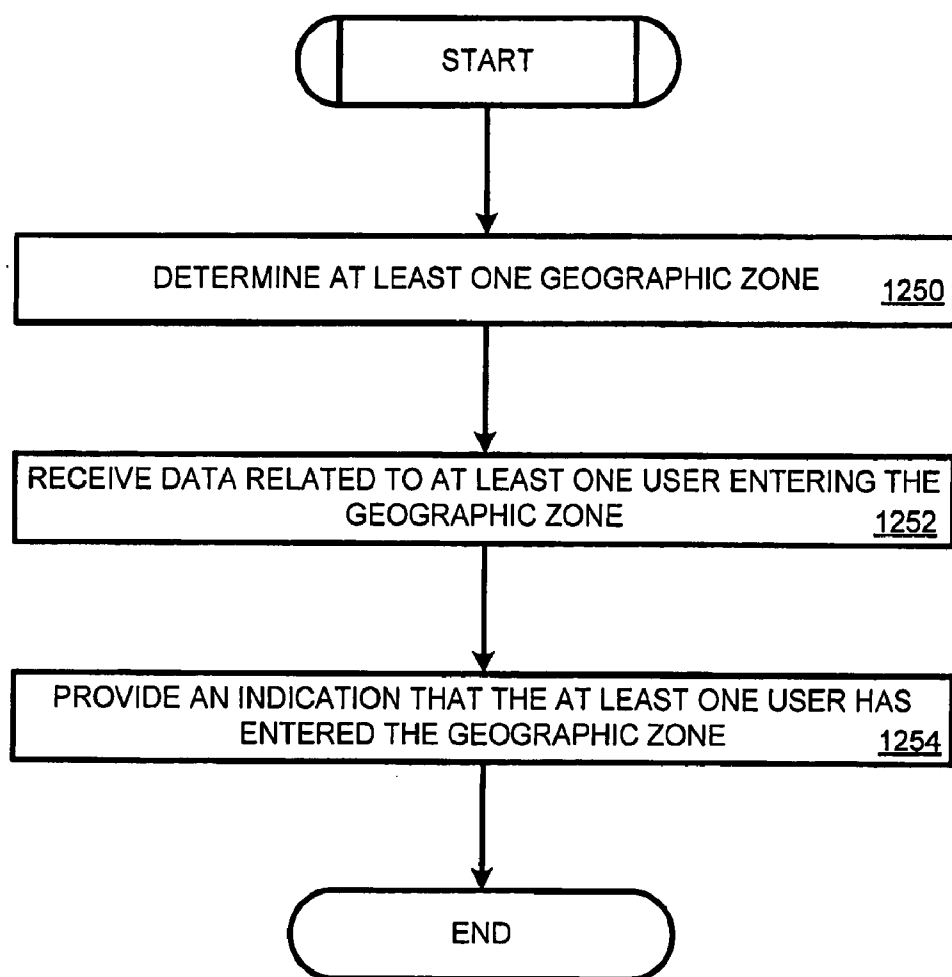 START
DETERMINE AT LEAST ONE GEOGRAPHIC ZONE
1250
RECEIVE DATA RELATED TO AT LEAST ONE USER ENTERING THE
GEOGRAPHIC ZONE
1252
PROVIDE AN INDICATION THAT THE AT LEAST ONE USER HAS
ENTERED THE GEOGRAPHIC ZONE
1254
END